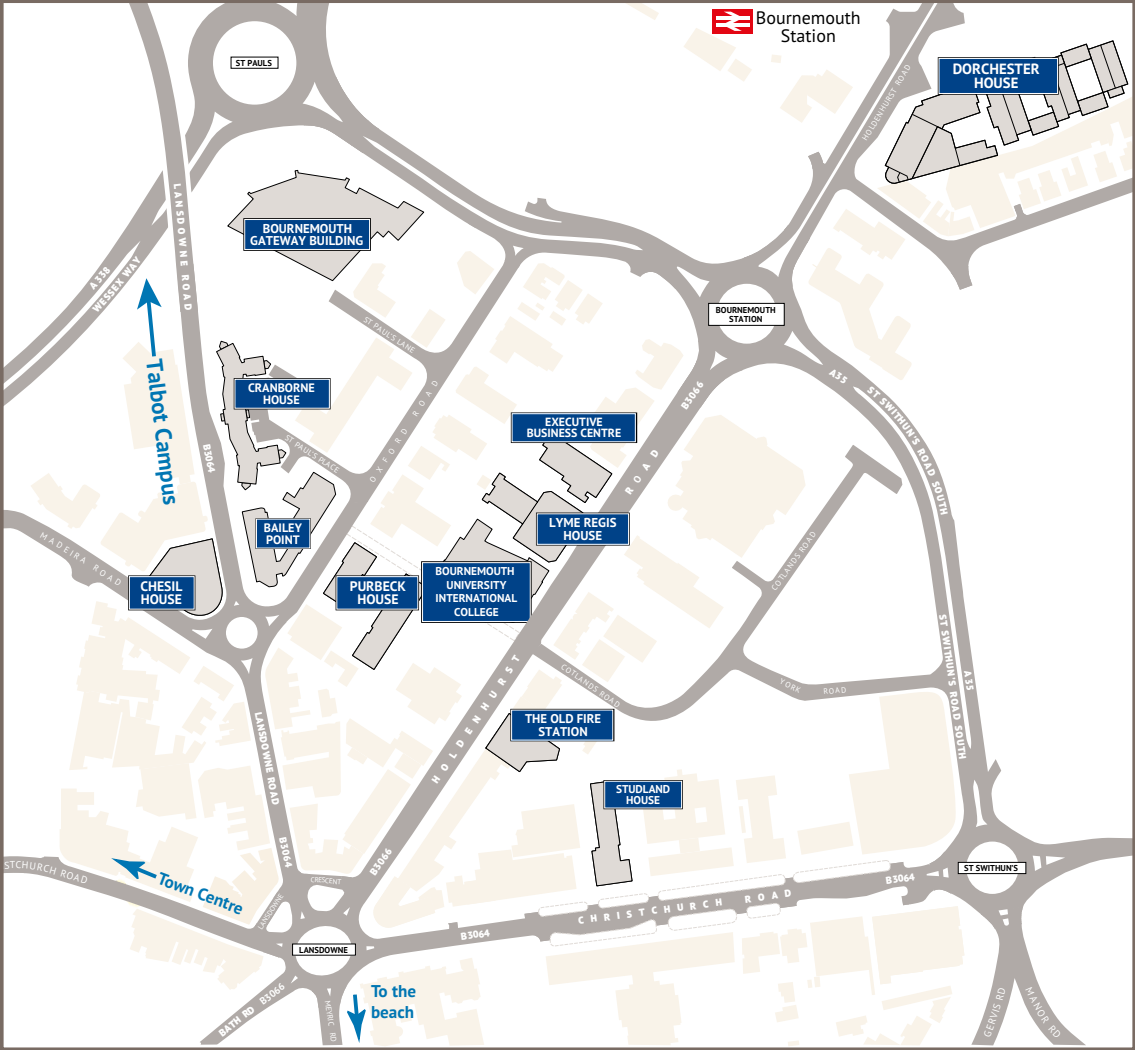 Bournemouth
Station
ST PAULS
DORCHESTER
HOUSE
HOLDENHURST ROAD
LANSDOWNE ROAD
BOURNEMOUTH
GATEWAY BUILDING
A338
WESSEX WAY
BOURNEMOUTH
STATION
ST PAUL'S LANE
Talbot Campus
CRANBORNE
HOUSE
OXFORD ROAD
B3066
A35
ST SWITHUN'S ROAD SOUTH
EXECUTIVE
BUSINESS CENTRE
B3064
ST PAUL'S PLACE
ROAD
LYME REGIS
HOUSE
BAILEY
POINT
MADEIRA ROAD
CHESIL
HOUSE
PURBECK
HOUSE
BOURNEMOUTH
UNIVERSITY
INTERNATIONAL
COLLEGE
COTLANDS ROAD
HOLDENHURST
COTLANDS ROAD
YORK ROAD
ST SWITHUN'S ROAD SOUTH
A35
LANSDOWNE ROAD
THE OLD FIRE
STATION
STUDLAND
HOUSE
B3064
B3066
STCHURCH ROAD
Town Centre
CRESCENT
LANSDOWNE
CHRISTCHURCH ROAD
B3064
ST SWITHUN'S
B3064
LANSDOWNE
BATH RD B3066
MEYRIC RD
To the
beach
GERVIS RD
MANOR RD